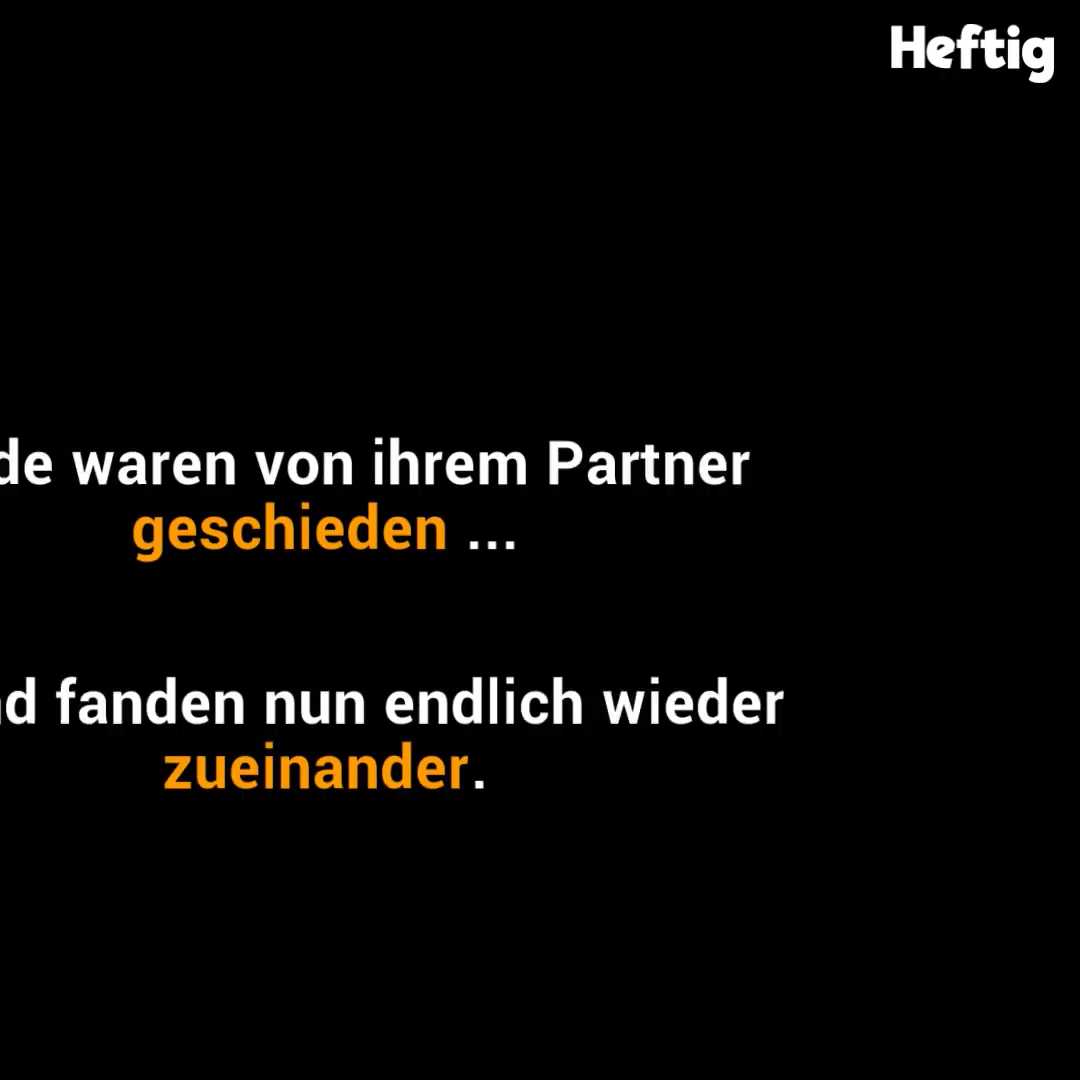 Heftig
de waren von ihrem Partner
geschieden ...
d fanden nun endlich wieder
zueinander.